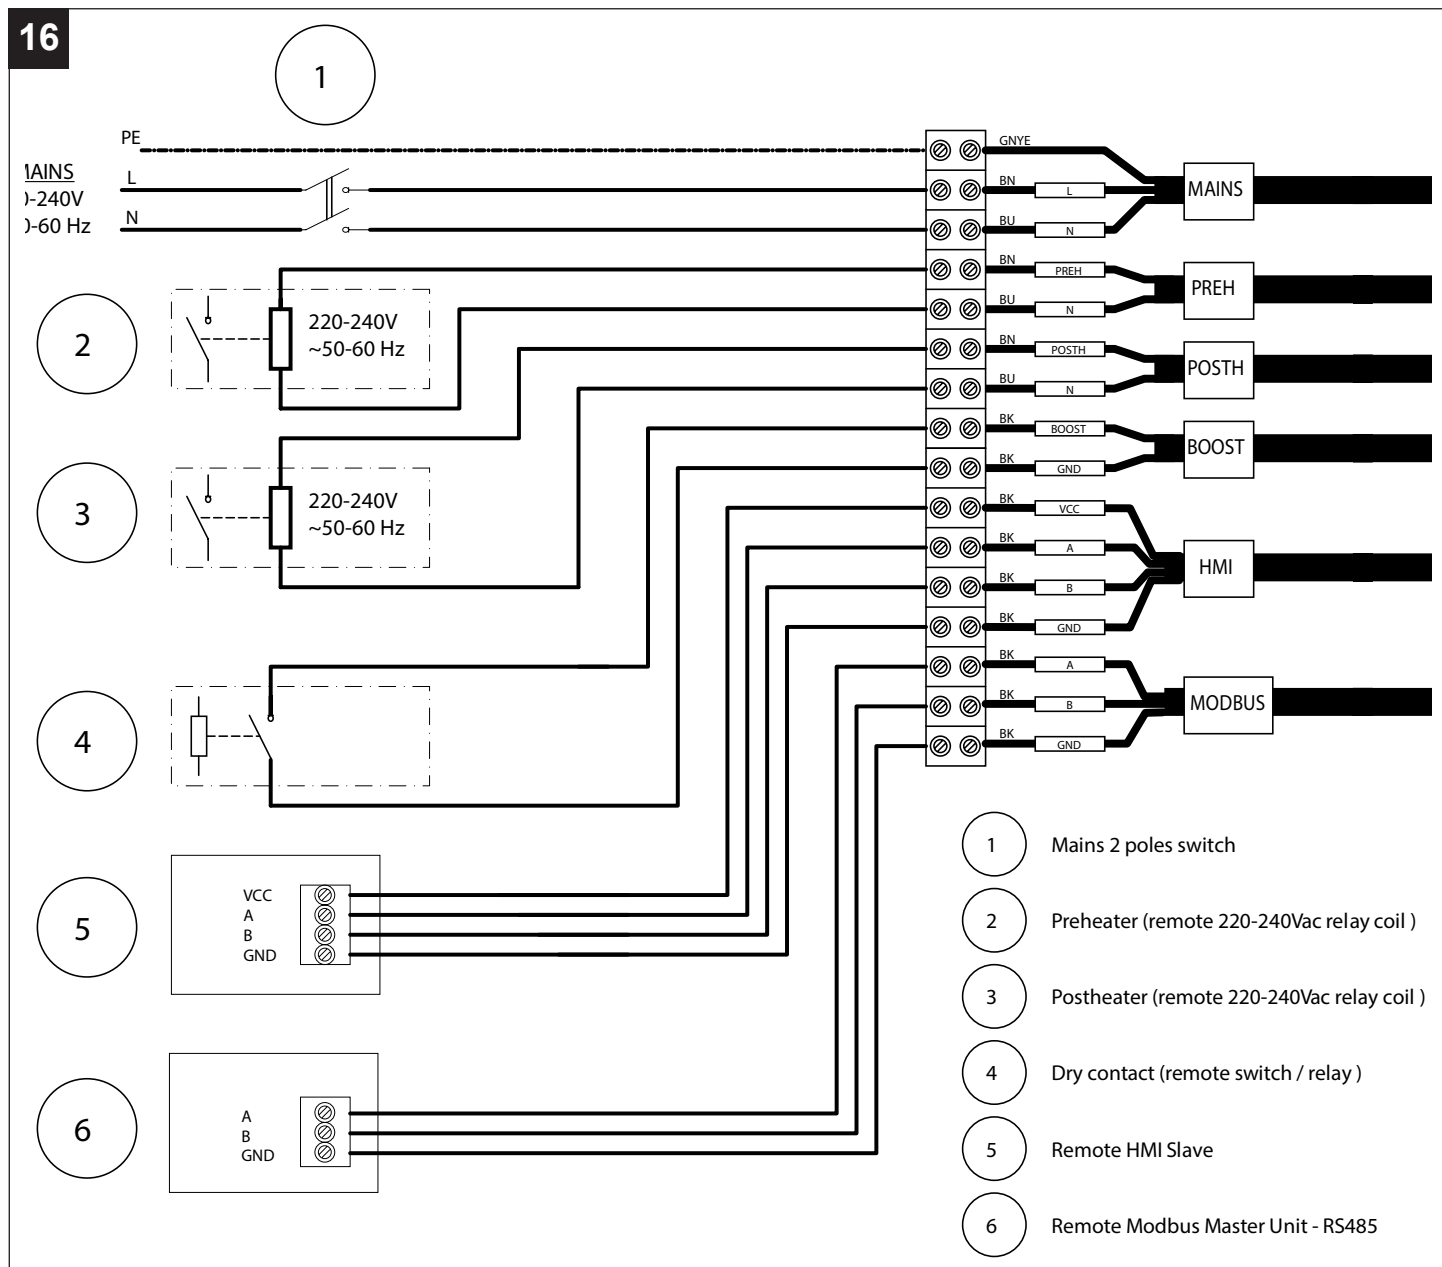 16
1
PE
L
N
0-60 Hz
GNYE
BN L
BU N
MAINS
BN PREH
BU N
PREH
BN POSTH
BU N
POSTH
BK BOOST
BK GND
BOOST
BK VCC
BK A
BK B
BK GND
HMI
BK A
BK B
BK GND
MODBUS
2
220-240V
~50-60 Hz
3
220-240V
~50-60 Hz
4
5
VCC
A
B
GND
6
A
B
GND
1 Mains 2 poles switch
2 Preheater (remote 220-240Vac relay coil )
3 Postheater (remote 220-240Vac relay coil )
4 Dry contact (remote switch / relay )
5 Remote HMI Slave
6 Remote Modbus Master Unit - RS485